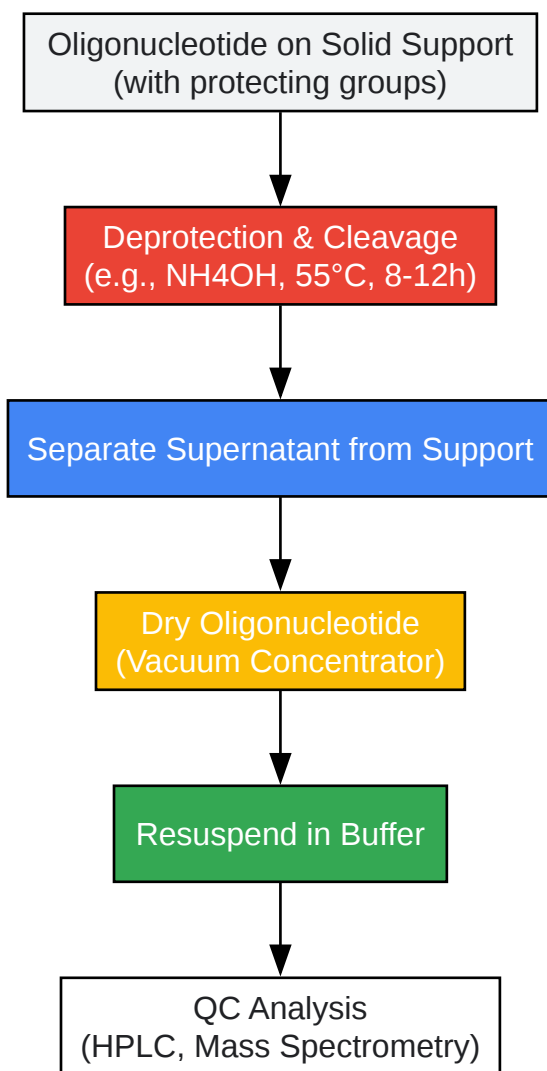 Oligonucleotide on Solid Support
(with protecting groups)
Deprotection & Cleavage
(e.g., NH4OH, 55°C, 8-12h)
Separate Supernatant from Support
Dry Oligonucleotide
(Vacuum Concentrator)
Resuspend in Buffer
QC Analysis
(HPLC, Mass Spectrometry)